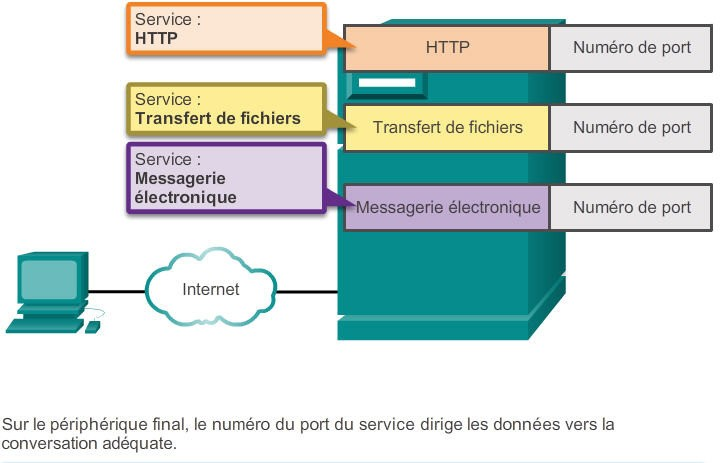 Service :
HTTP
HTTP
Numéro de port
Service :
Transfert de fichiers
Transfert de fichiers
Numéro de port
Service :
Messagerie
électronique
Messagerie électronique
Numéro de port
Internet
Sur le périphérique final, le numéro du port du service dirige les données vers la
conversation adéquate.